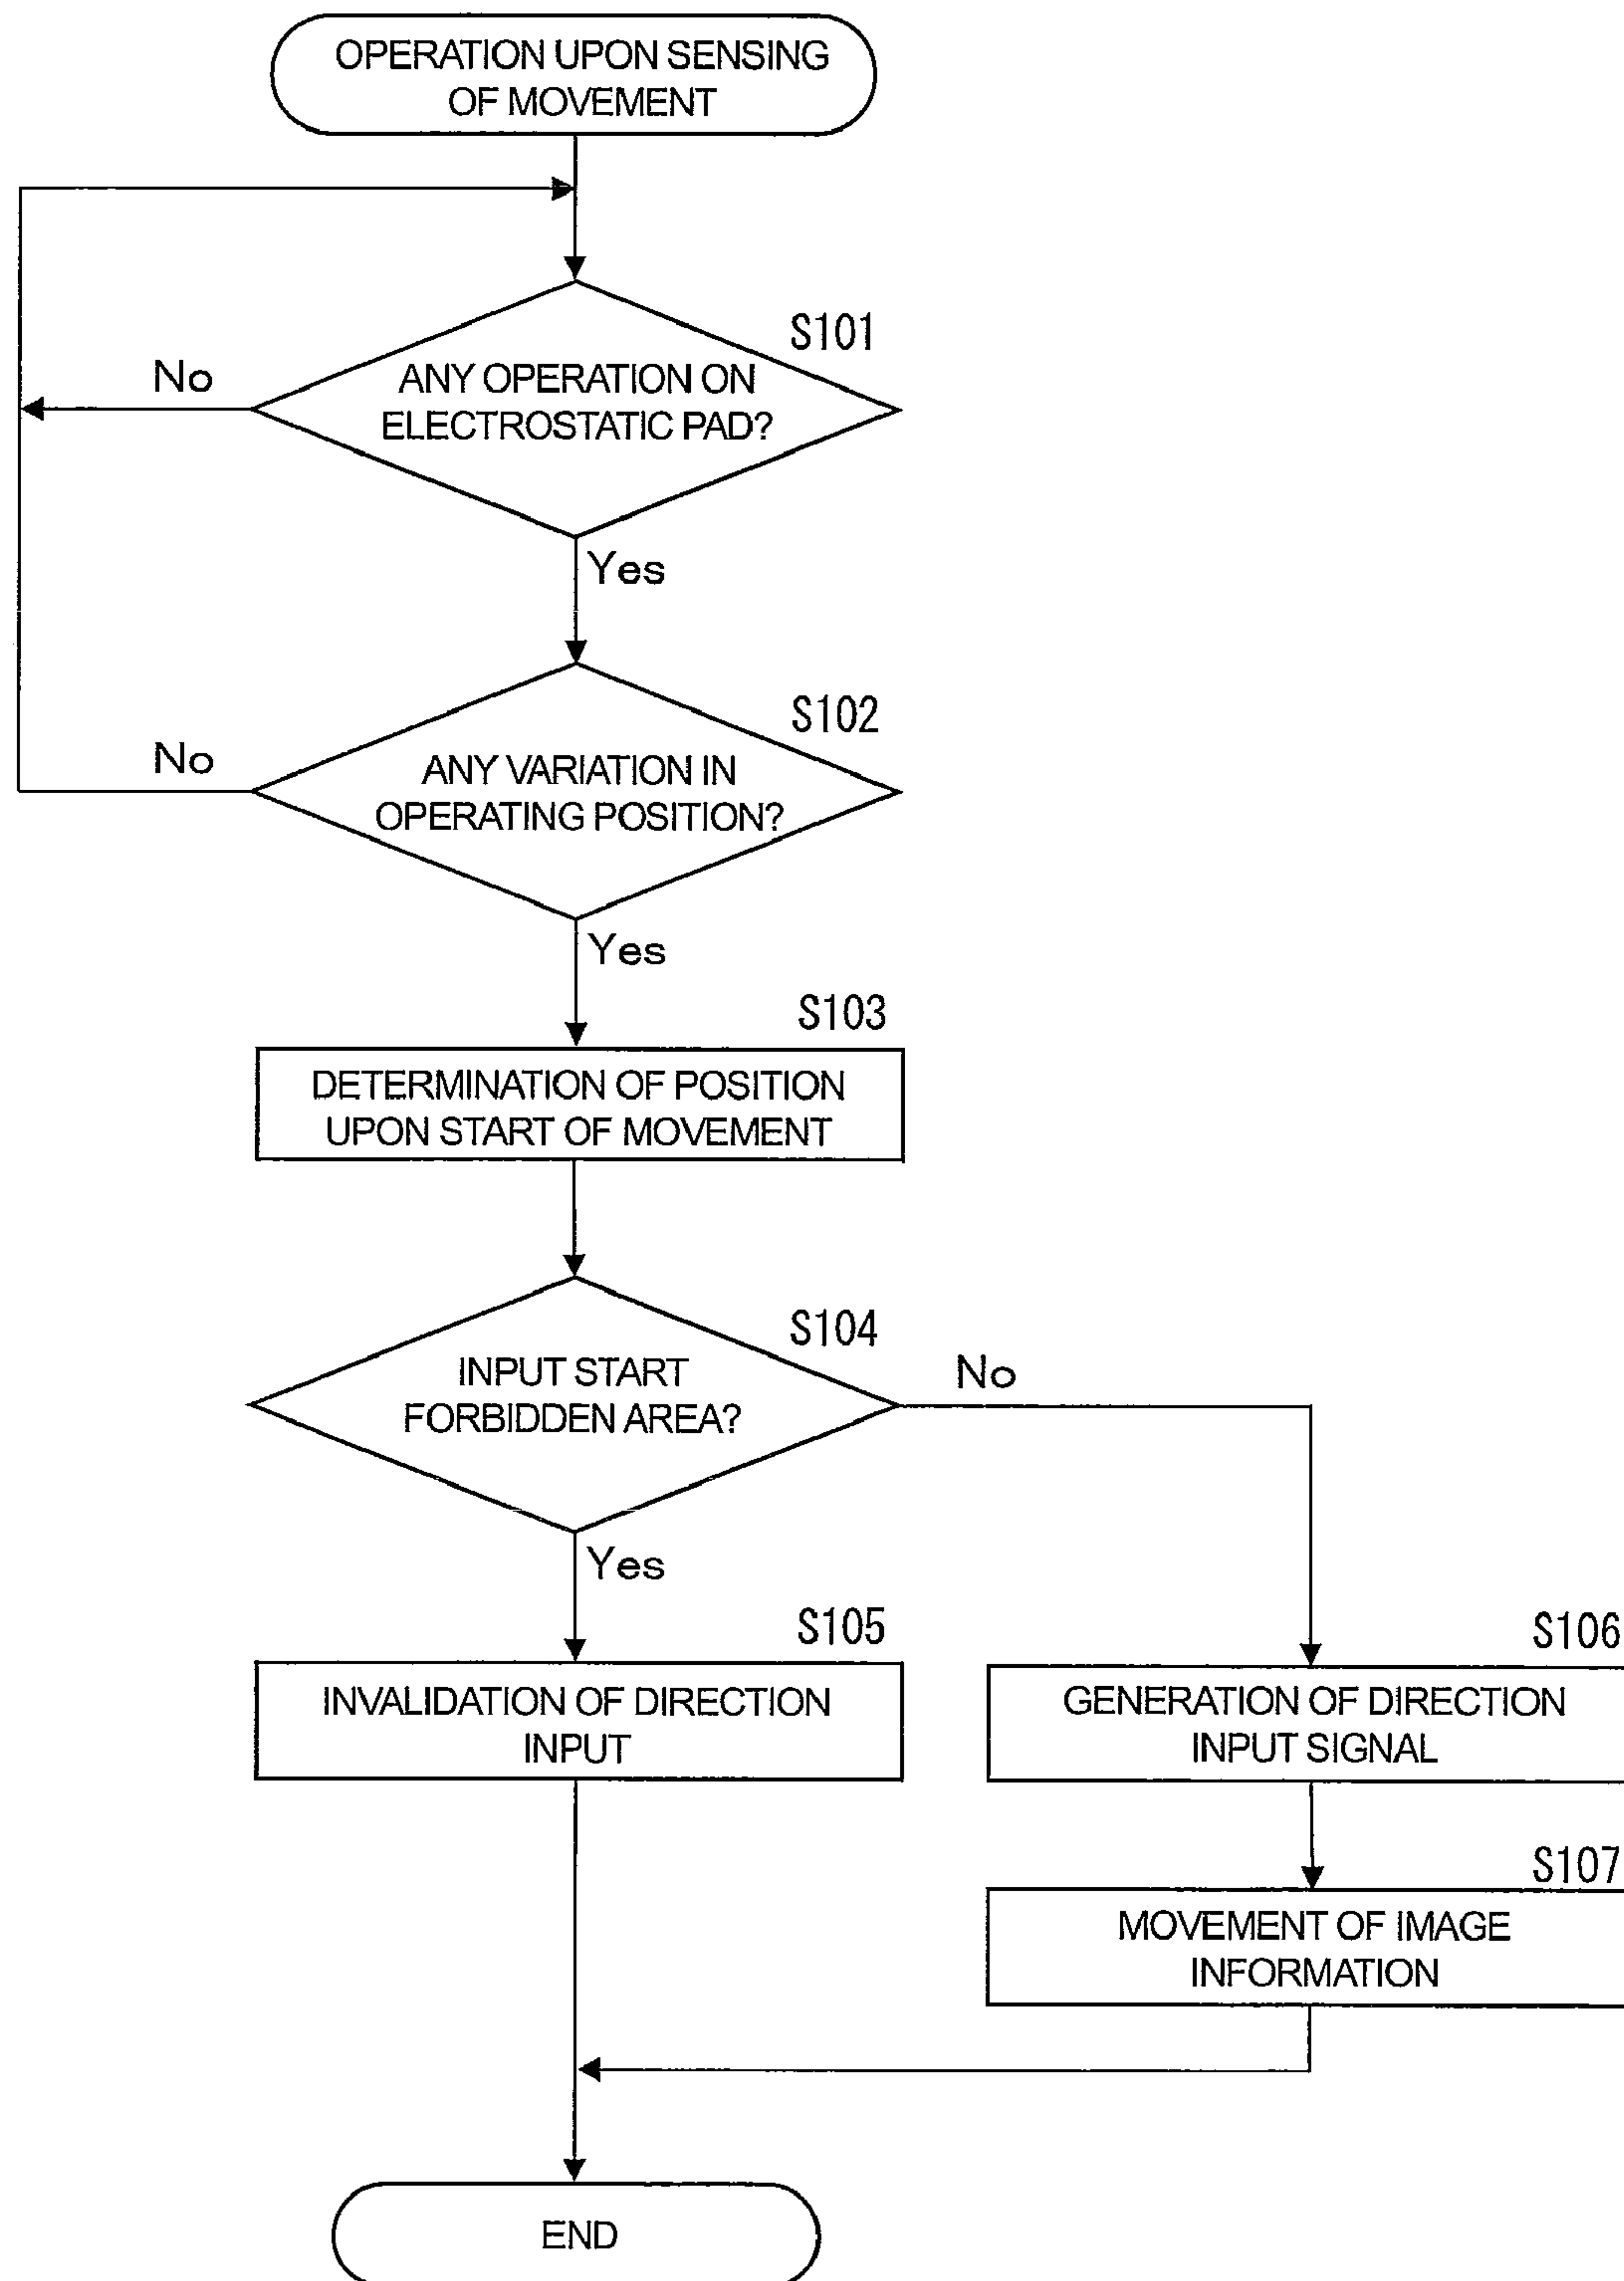 OPERATION UPON SENSING
OF MOVEMENT
S101
No
ANY OPERATION ON
ELECTROSTATIC PAD?
Yes
S102
No
ANY VARIATION IN
OPERATING POSITION?
Yes
S103
DETERMINATION OF POSITION
UPON START OF MOVEMENT
S104
INPUT START
FORBIDDEN AREA?
No
Yes
S105
INVALIDATION OF DIRECTION
INPUT
S106
GENERATION OF DIRECTION
INPUT SIGNAL
S107
MOVEMENT OF IMAGE
INFORMATION
END